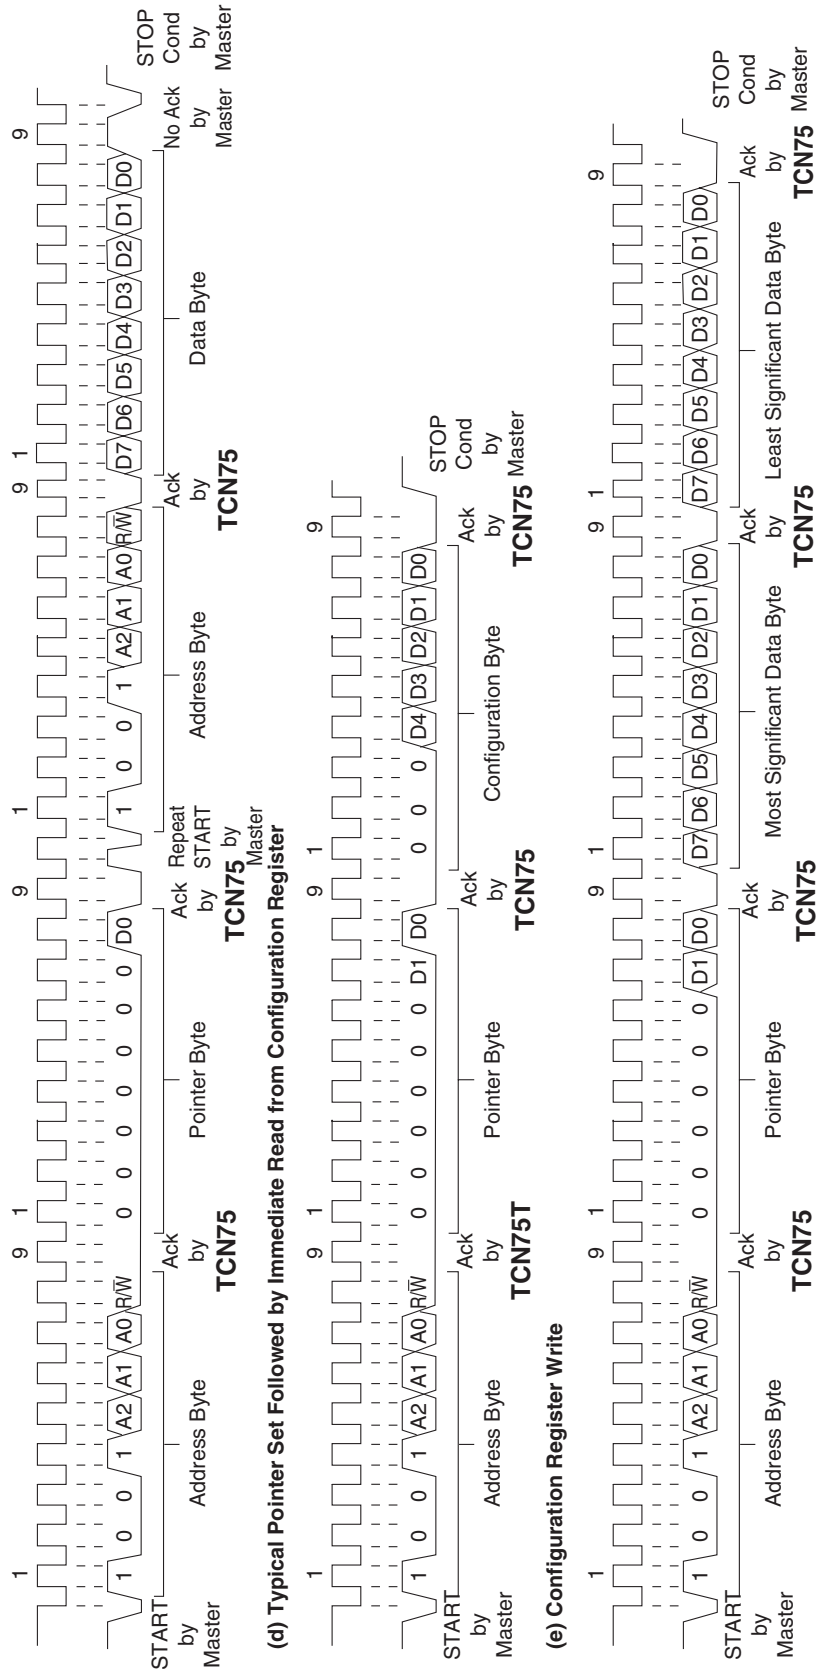 1 9 1 9 1 9 1 9
START by Master
1 0 0 1 A2 A1 A0 R/W̅
Address Byte
Ack by TCN75
0 0 0 0 0 0 0 D0
Pointer Byte
Ack by TCN75
Repeat START by Master
1 0 0 1 A2 A1 A0 R/W̅
Address Byte
Ack by TCN75
D7 D6 D5 D4 D3 D2 D1 D0
Data Byte
No Ack by Master
STOP Cond by Master
(d) Typical Pointer Set Followed by Immediate Read from Configuration Register
1 9 1 9 1 9
START by Master
1 0 0 1 A2 A1 A0 R/W̅
Address Byte
Ack by TCN75T
0 0 0 0 0 0 D1 D0
Pointer Byte
Ack by TCN75
0 0 0 D4 D3 D2 D1 D0
Configuration Byte
Ack by TCN75
STOP Cond by Master
(e) Configuration Register Write
1 9 1 9 1 9 1 9
START by Master
1 0 0 1 A2 A1 A0 R/W̅
Address Byte
Ack by TCN75
0 0 0 0 0 0 D1 D0
Pointer Byte
Ack by TCN75
D7 D6 D5 D4 D3 D2 D1 D0
Most Significant Data Byte
Ack by TCN75
D7 D6 D5 D4 D3 D2 D1 D0
Least Significant Data Byte
Ack by TCN75
STOP Cond by Master